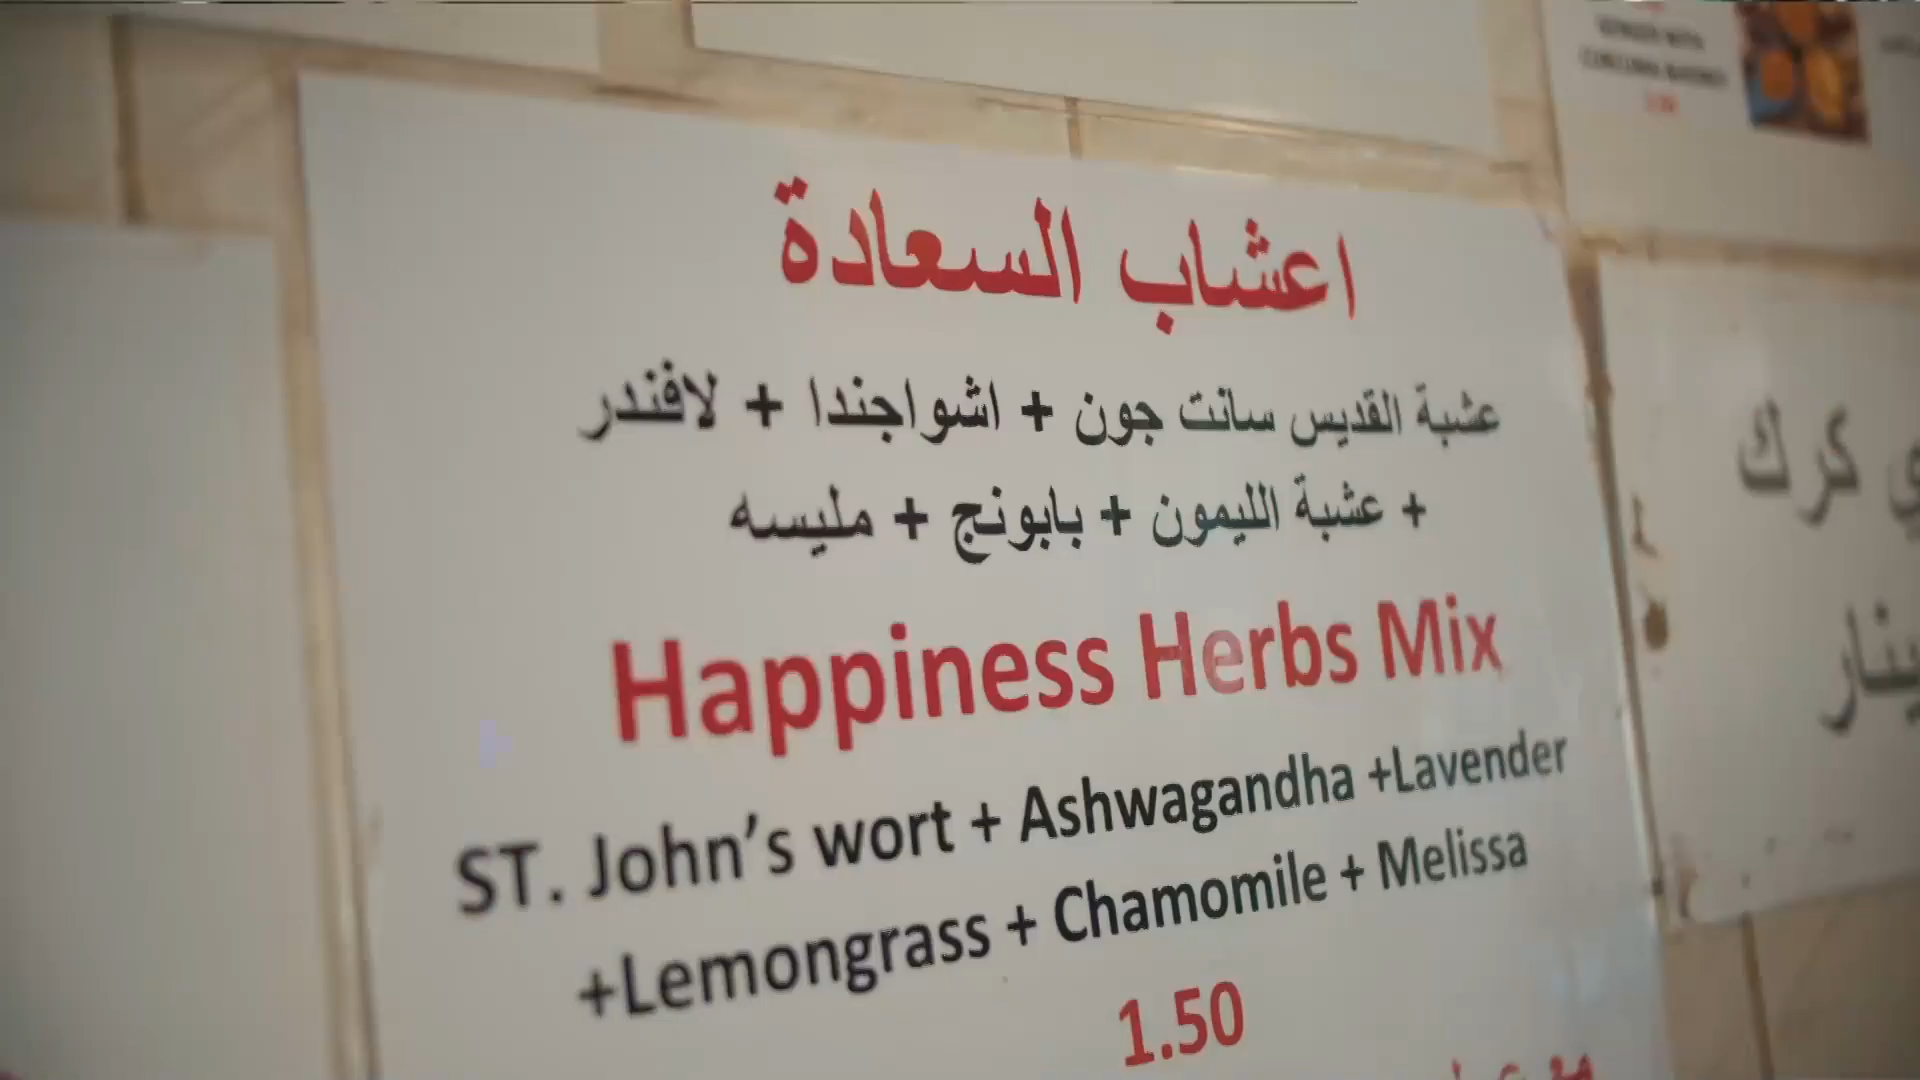 اعشاب السعادة
عشبة القديس سانت جون + اشواجندا + لافندر
+ عشبة الليمون + بابونج + مليسه
Happiness Herbs Mix
ST. John’s wort + Ashwagandha +Lavender
+Lemongrass + Chamomile + Melissa
1.50
كرك